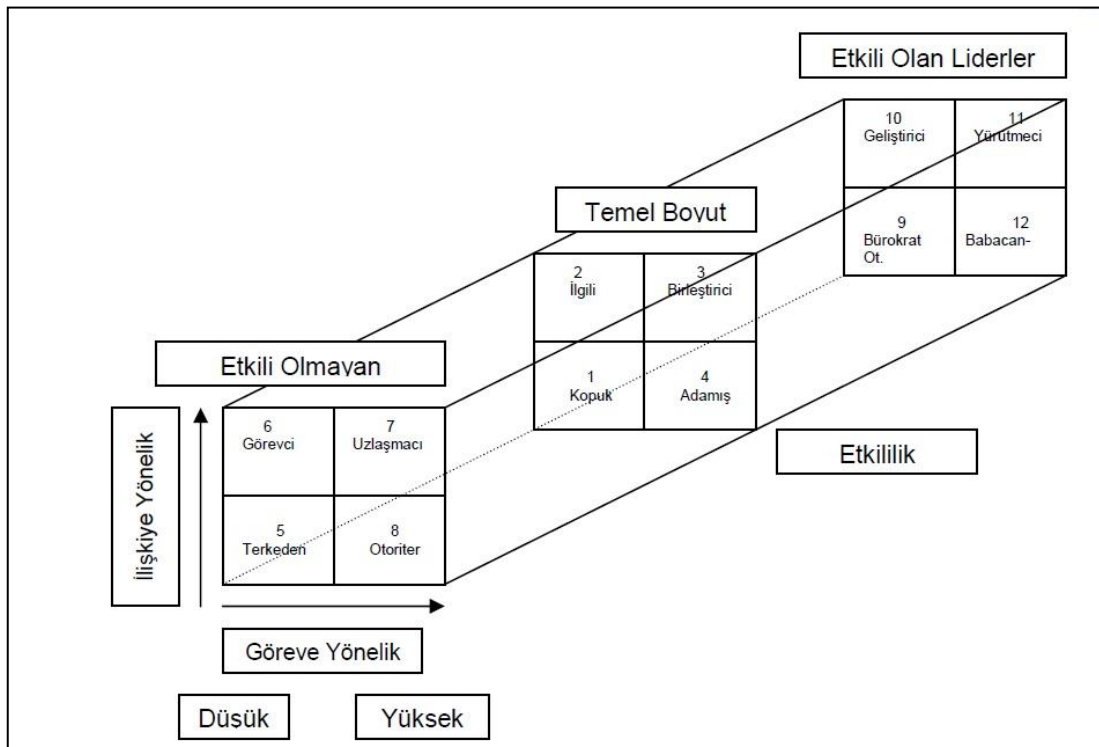 Etkili Olan Liderler
10
Geliştirici
11
Yürütmeci
9
Bürokrat
Ot.
12
Babacan-
Temel Boyut
2
İlgili
3
Birleştirici
1
Kopuk
4
Adamış
Etkili Olmayan
6
Görevci
7
Uzlaşmacı
5
Terkeden
8
Otoriter
Etkililik
İlişkiye Yönelik
Göreve Yönelik
Düşük
Yüksek